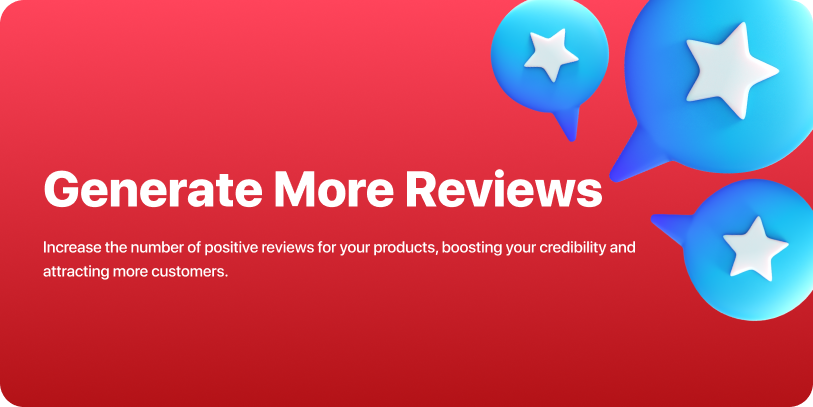 Generate More Reviews
Increase the number of positive reviews for your products, boosting your credibility and
attracting more customers.